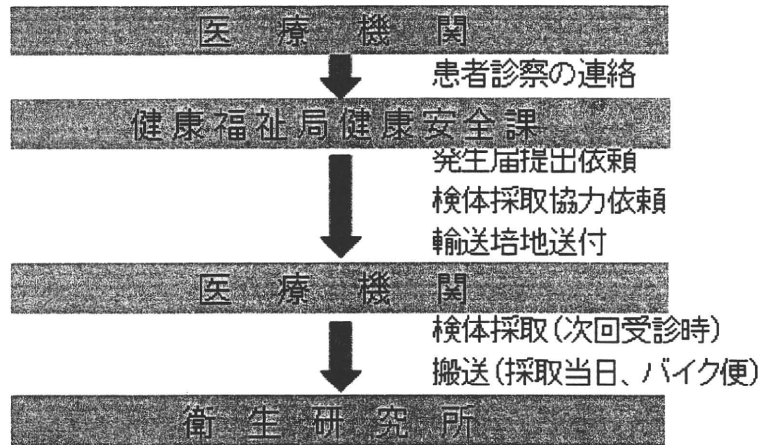 医療機関
患者診察の連絡
健康福祉局健康安全課
発生届提出依頼
検体採取協力依頼
輸送培地送付
医療機関
検体採取(次回受診時)
搬送(採取当日、バイク便)
衛生研究所